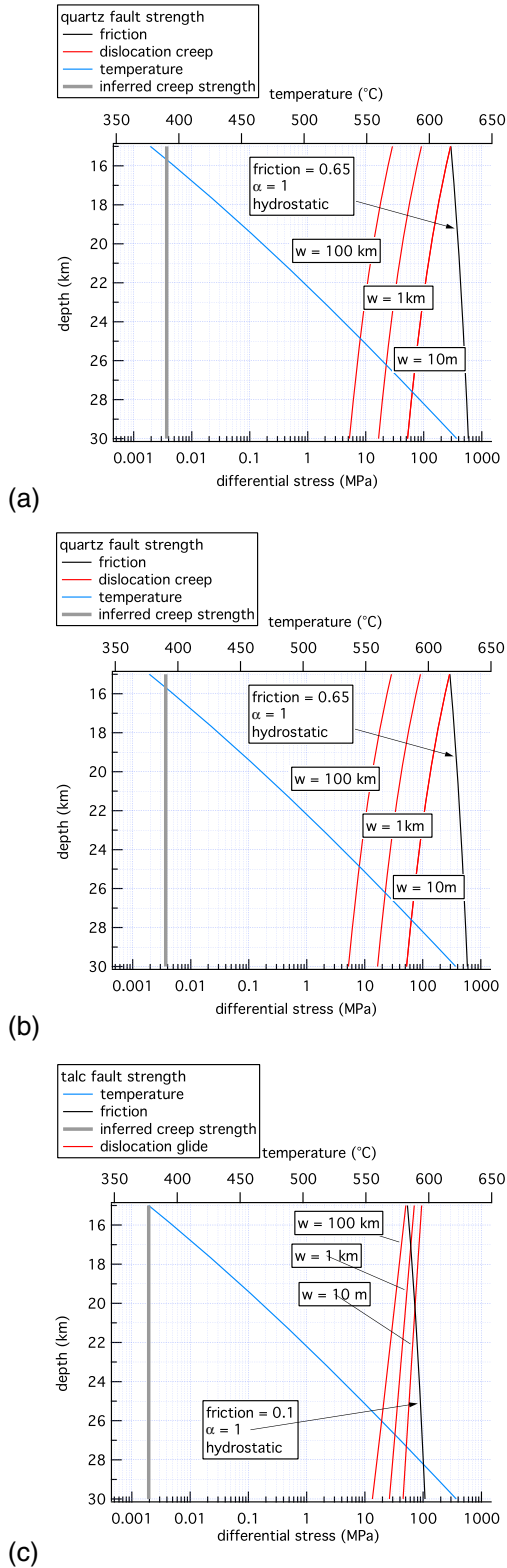 quartz fault strength
friction
dislocation creep
temperature
inferred creep strength
temperature (°C)
350 400 450 500 550 600 650
16
18
20
22
24
26
28
30
depth (km)
friction = 0.65
α = 1
hydrostatic
w = 100 km
w = 1km
w = 10m
0.001 0.01 0.1 1 10 100 1000
differential stress (MPa)
(a)
quartz fault strength
friction
dislocation creep
temperature
inferred creep strength
temperature (°C)
350 400 450 500 550 600 650
16
18
20
22
24
26
28
30
depth (km)
friction = 0.65
α = 1
hydrostatic
w = 100 km
w = 1km
w = 10m
0.001 0.01 0.1 1 10 100 1000
differential stress (MPa)
(b)
talc fault strength
temperature
friction
inferred creep strength
dislocation glide
temperature (°C)
350 400 450 500 550 600 650
16
18
20
22
24
26
28
30
depth (km)
w = 100 km
w = 1 km
w = 10 m
friction = 0.1
α = 1
hydrostatic
0.001 0.01 0.1 1 10 100 1000
differential stress (MPa)
(c)